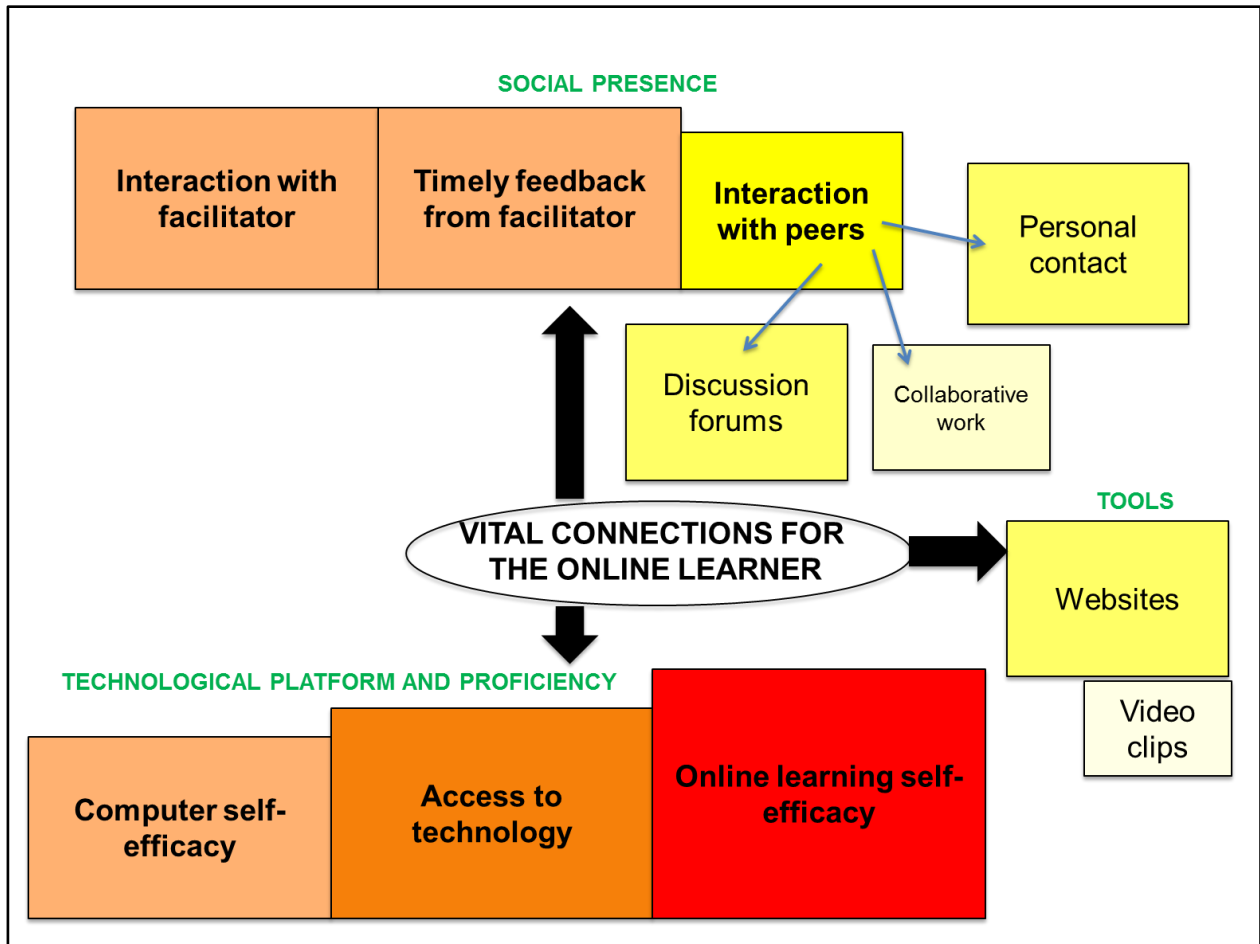 SOCIAL PRESENCE
Interaction with
facilitator
Timely feedback
from facilitator
Interaction
with peers
Personal
contact
Discussion
forums
Collaborative
work
VITAL CONNECTIONS FOR
THE ONLINE LEARNER
TOOLS
Websites
Video
clips
TECHNOLOGICAL PLATFORM AND PROFICIENCY
Computer self-
efficacy
Access to
technology
Online learning self-
efficacy